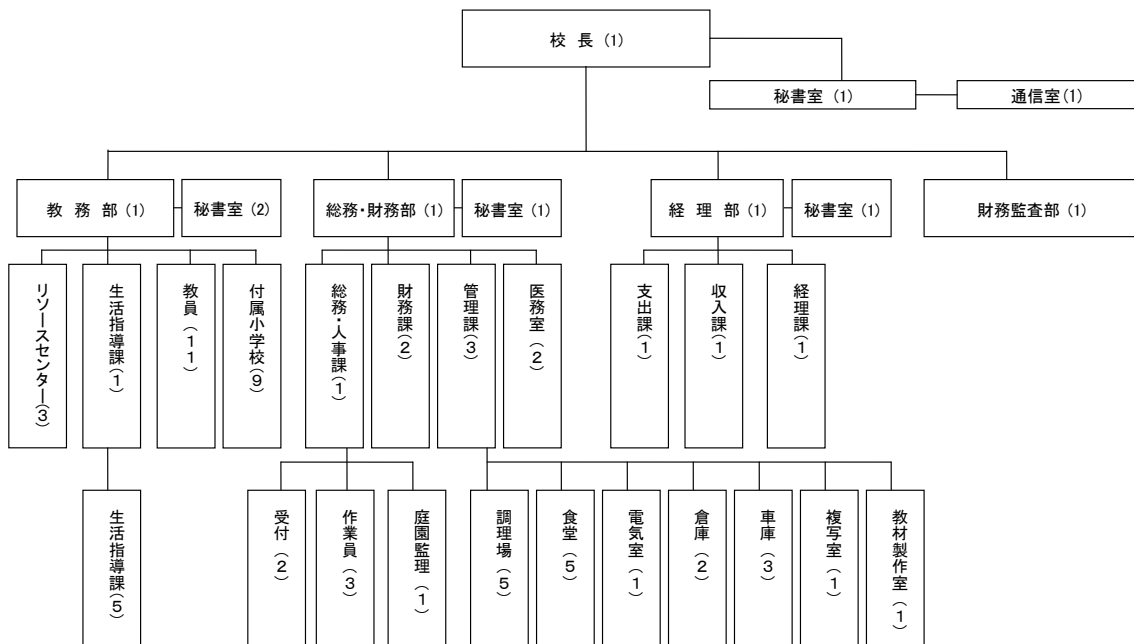 校 長 (1)
秘書室 (1)
通信室(1)
教 務 部 (1)
秘書室 (2)
総務・財務部 (1)
秘書室 (1)
経 理 部 (1)
秘書室 (1)
財務監査部 (1)
リソースセンター(3)
生活指導課(1)
教員(11)
付属小学校(9)
総務・人事課(1)
財務課(2)
管理課(3)
医務室(2)
支出課(1)
収入課(1)
経理課(1)
生活指導課(5)
受付(2)
作業員(3)
庭園監理(1)
調理場(5)
食堂(5)
電気室(1)
倉庫(2)
車庫(3)
複写室(1)
教材製作室(1)